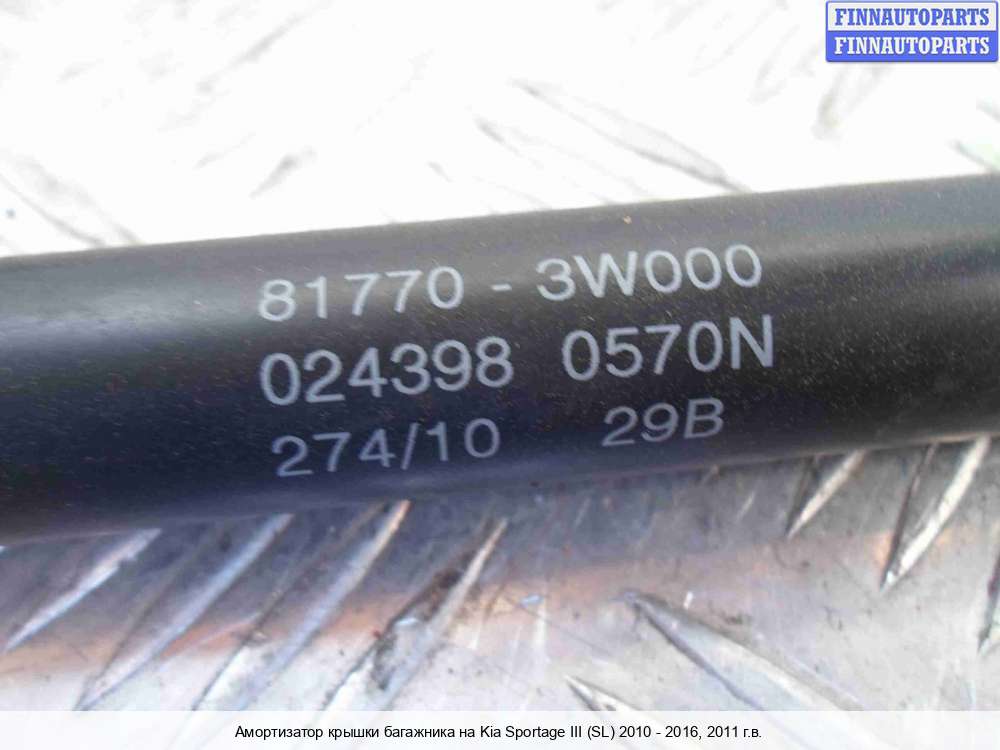 FINNAUTOPARTS
FINNAUTOPARTS
81770 - 3W000
024398 0570N
274/10 29B
Амортизатор крышки багажника на Kia Sportage III (SL) 2010 - 2016, 2011 г.в.